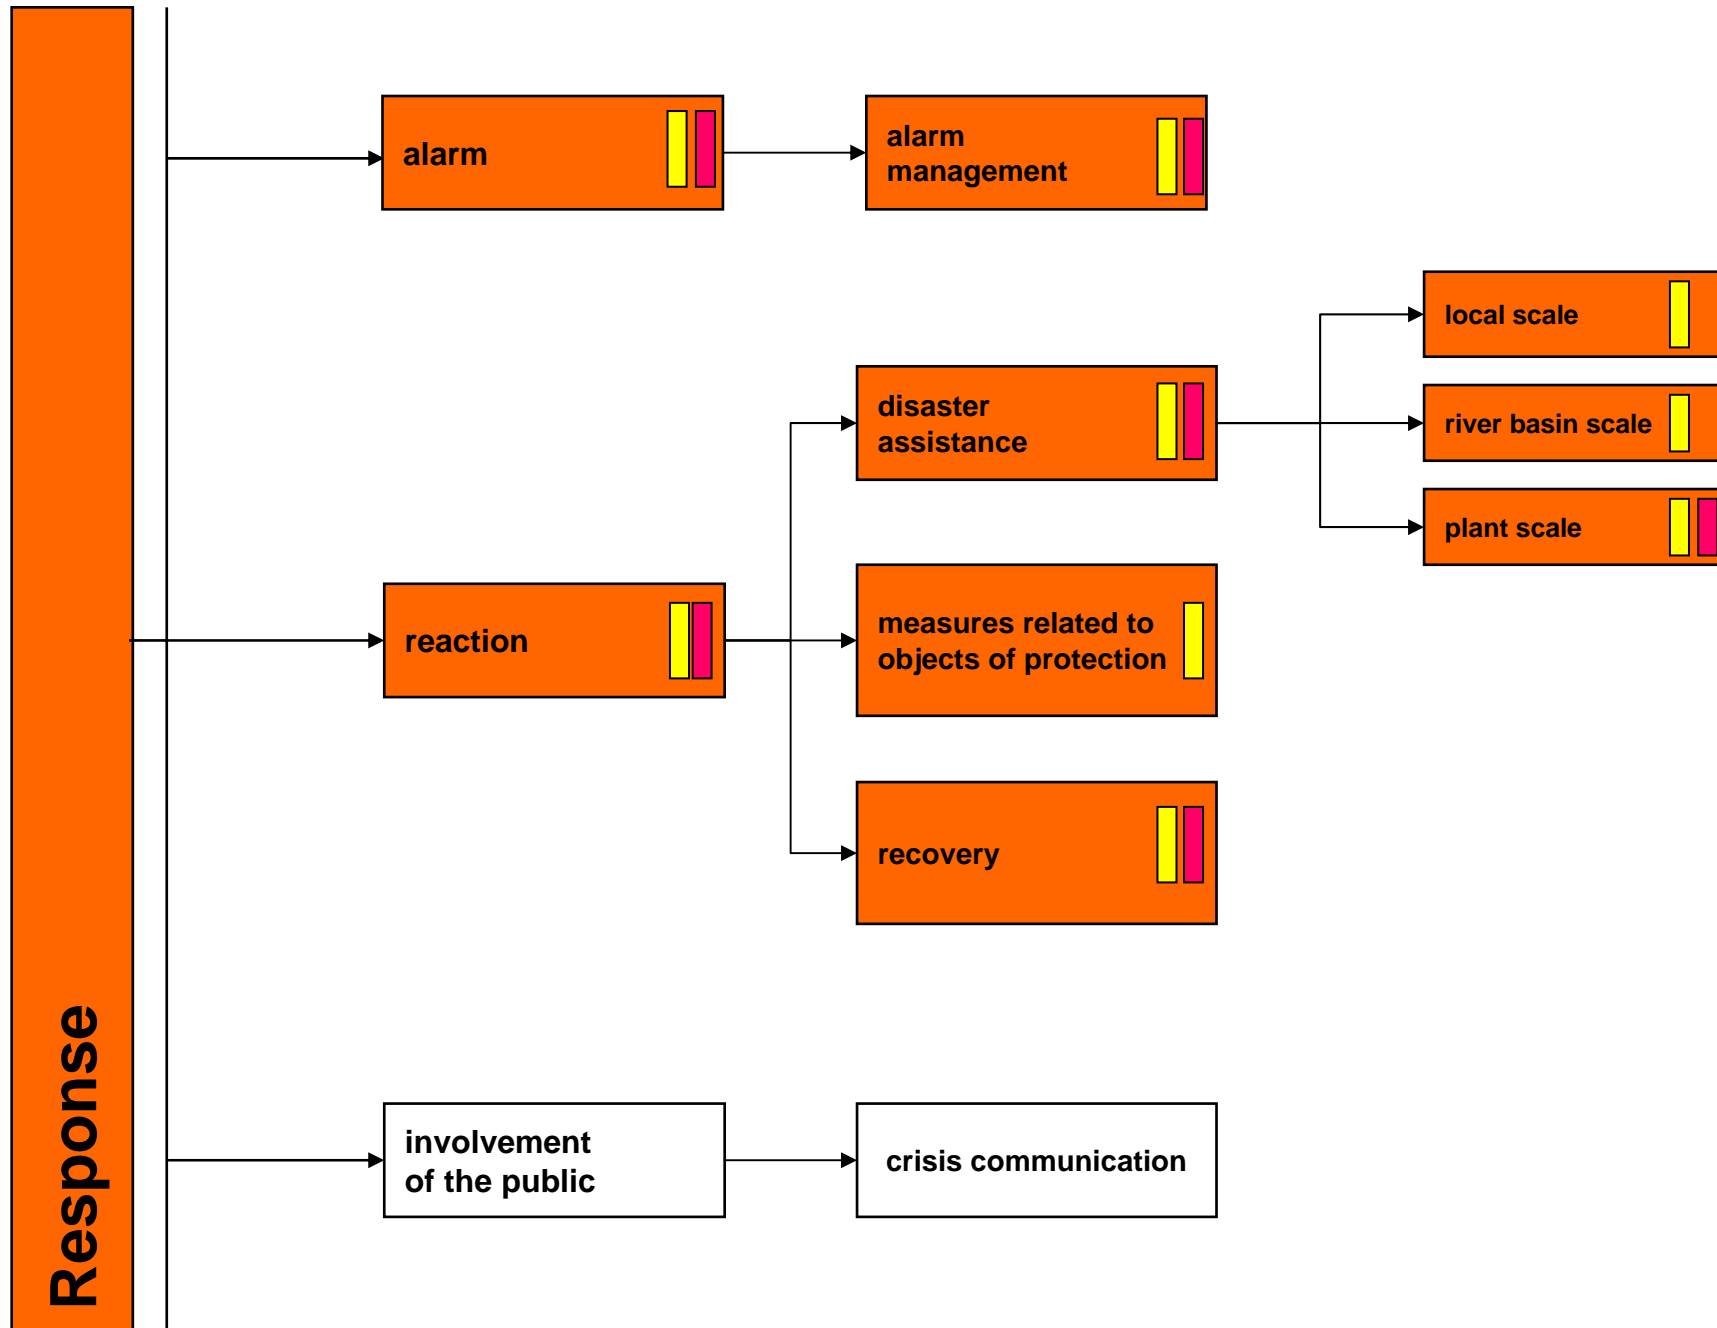 Response
alarm
alarm
management
local scale
disaster
assistance
river basin scale
plant scale
reaction
measures related to
objects of protection
recovery
involvement
of the public
crisis communication